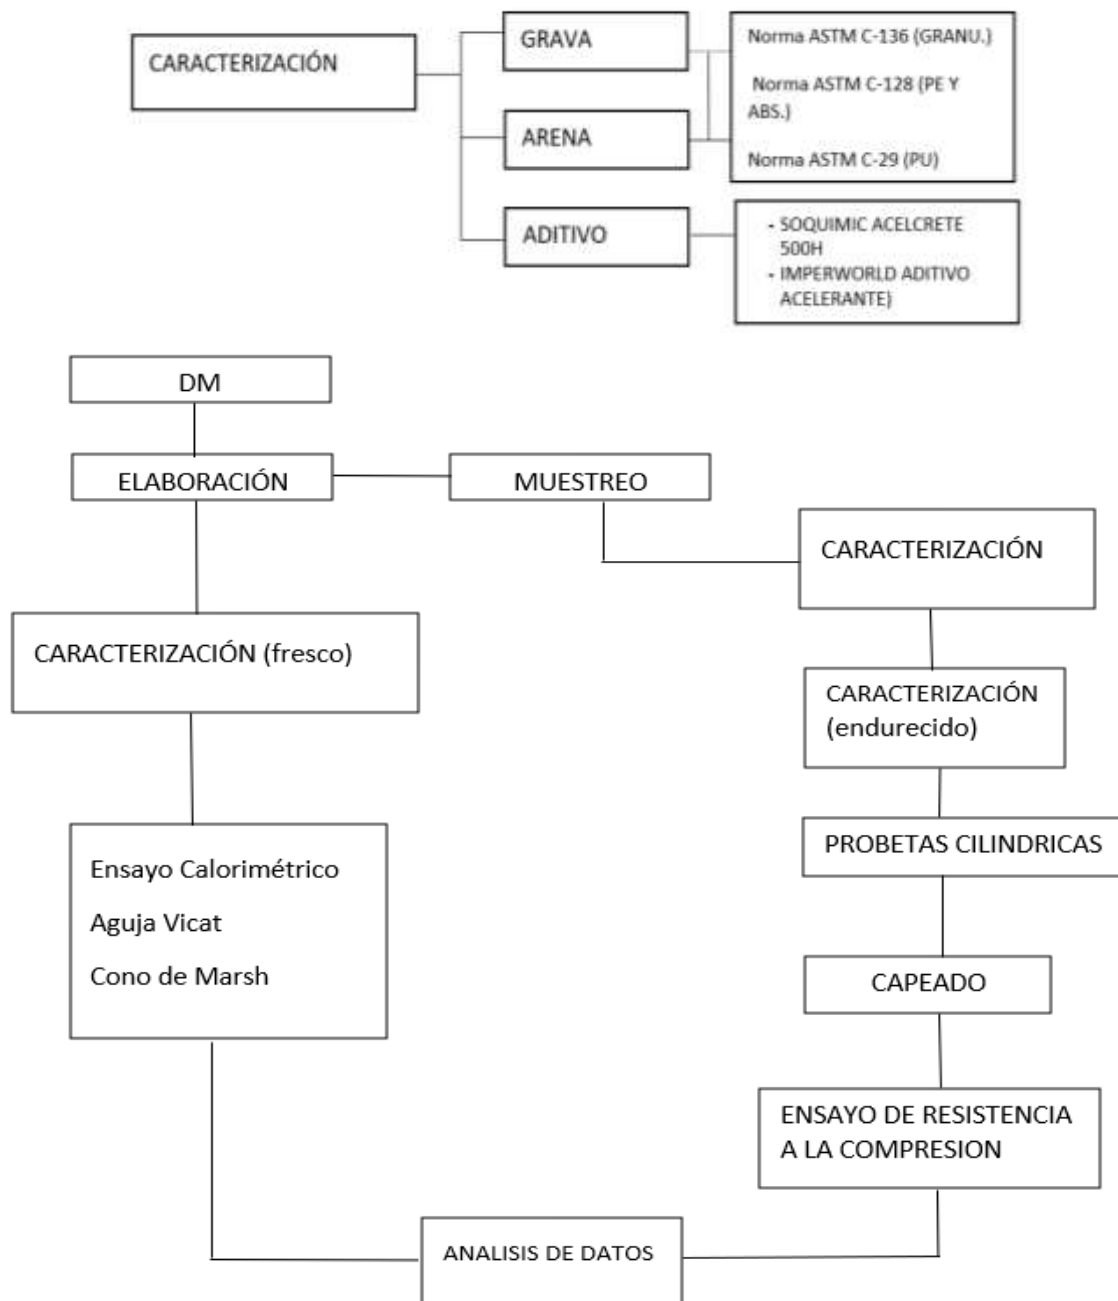 CARACTERIZACIÓN
GRAVA
ARENA
ADITIVO
Norma ASTM C-136 (GRANU.)
Norma ASTM C-128 (PE Y
ABS.)
Norma ASTM C-29 (PU)
- SOQUIMIC ACELCRETE
500H
- IMPERWORLD ADITIVO
ACELERANTE)
DM
ELABORACIÓN
MUESTREO
CARACTERIZACIÓN
CARACTERIZACIÓN (fresco)
CARACTERIZACIÓN
(endurecido)
Ensayo Calorimétrico
Aguja Vicat
Cono de Marsh
PROBETAS CILINDRICAS
CAPEADO
ENSAYO DE RESISTENCIA
A LA COMPRESION
ANALISIS DE DATOS